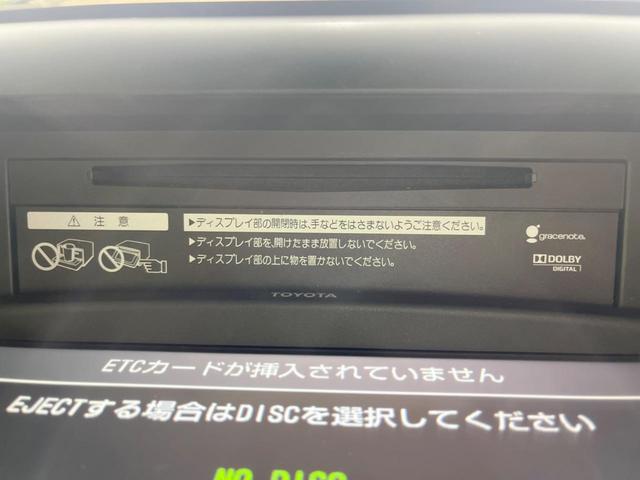 ⚠ 注意
▶ディスプレイ部の開閉時は、手などをはさまないようご注意ください。
▶ディスプレイ部を、開けたまま放置しないでください。
▶ディスプレイ部の上に物を置かないでください。
gracenote.
DOLBY
DIGITAL
TOYOTA
ETCカードが挿入されていません
EJECTする場合はDISCを選択してください
NO DISC